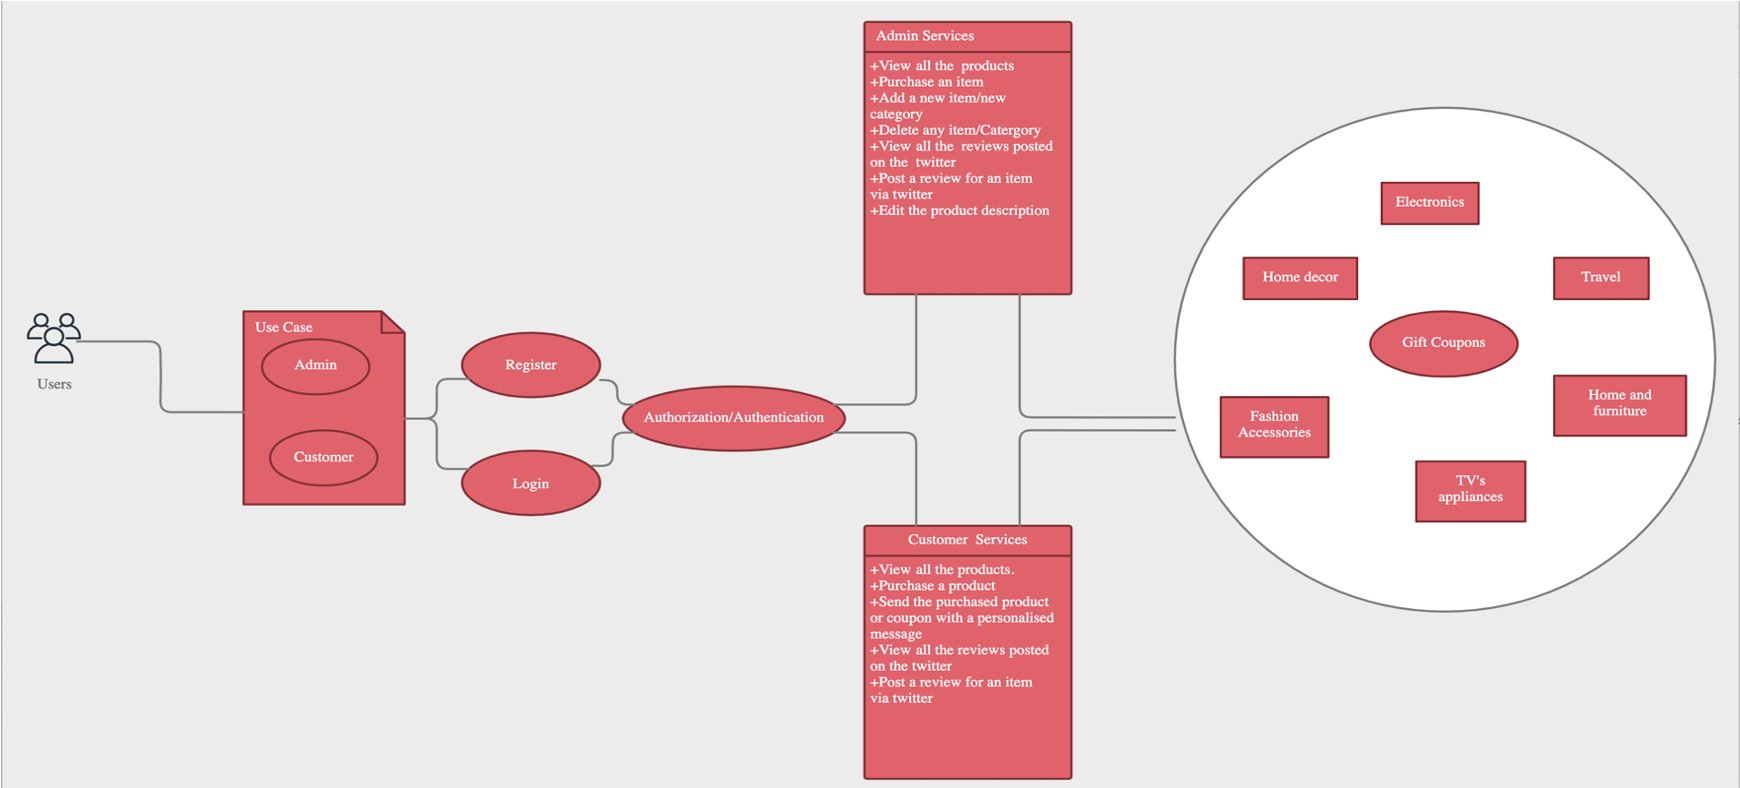 Users
Use Case
Admin
Customer
Register
Login
Authorization/Authentication
Admin Services
+View all the  products
+Purchase an item
+Add a new item/new
category
+Delete any item/Catergory
+View all the  reviews posted
on the  twitter
+Post a review for an item
via twitter
+Edit the product description
Customer  Services
+View all the products.
+Purchase a product
+Send the purchased product
or coupon with a personalised
message
+View all the reviews posted
on the twitter
+Post a review for an item
via twitter
Electronics
Home decor
Travel
Gift Coupons
Fashion
Accessories
Home and
furniture
TV's
appliances